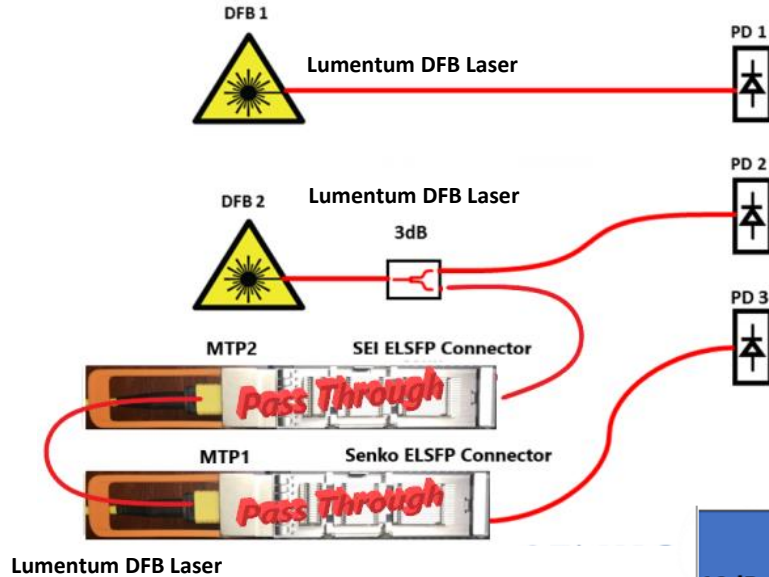 DFB 1
Lumentum DFB Laser
PD 1
PD 2
DFB 2
Lumentum DFB Laser
3dB
PD 3
MTP2
SEI ELSFP Connector
Pass Through
MTP1
Senko ELSFP Connector
Pass Through
Lumentum DFB Laser